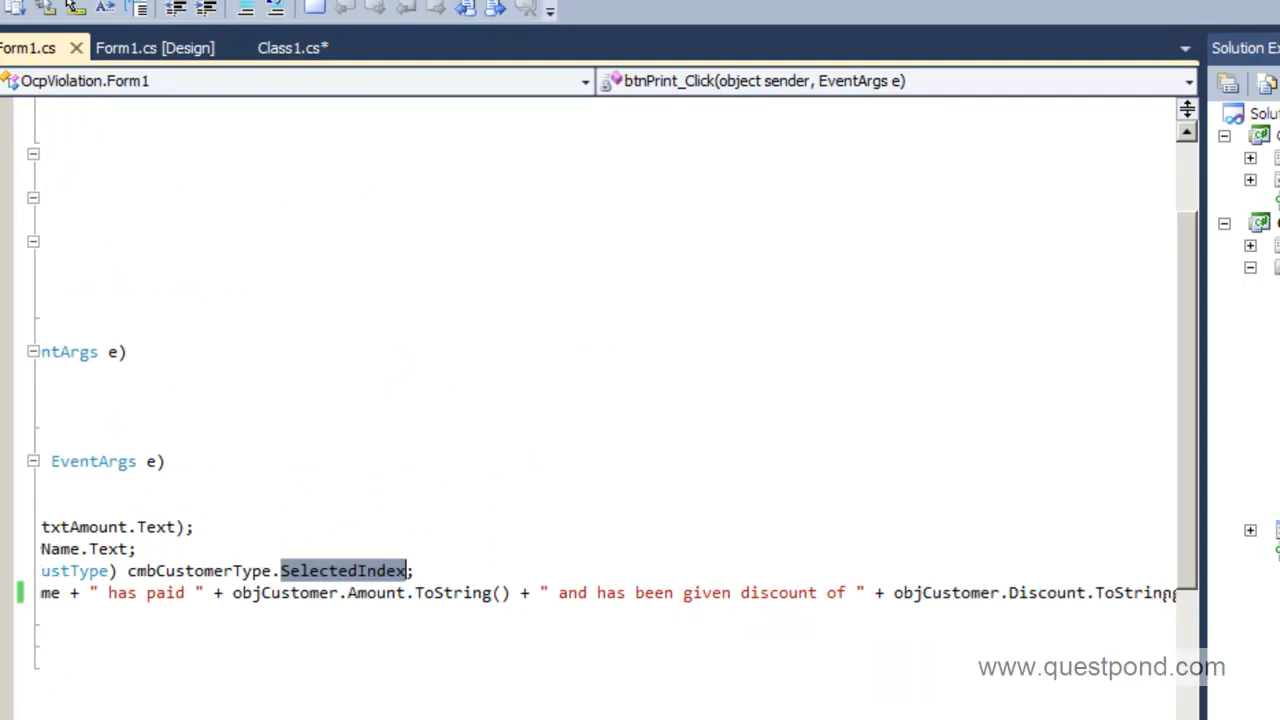 Form1.cs Form1.cs [Design] Class1.cs* Solution Ex
OcpViolation.Form1 btnPrint_Click(object sender, EventArgs e)
Solut
ntArgs e)
EventArgs e)
txtAmount.Text);
Name.Text;
ustType) cmbCustomerType.SelectedIndex;
me + " has paid " + objCustomer.Amount.ToString() + " and has been given discount of " + objCustomer.Discount.ToString
www.questpond.com